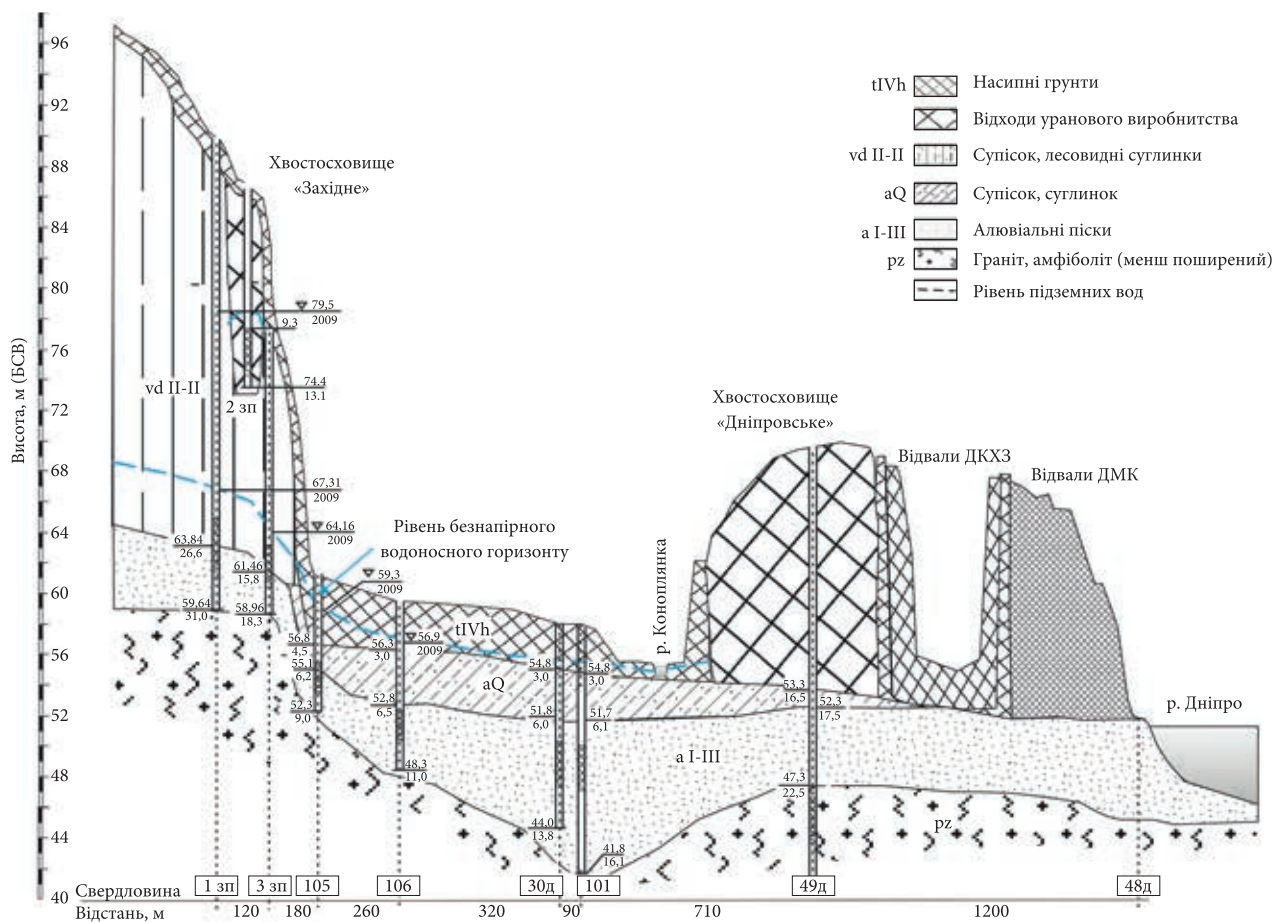 Висота, м (БСВ)
96
92
88
84
80
76
72
68
64
60
56
52
48
44
40
tIVh
Насипні грунти
Відходи уранового виробнитства
vd II-II
Супісок, лесовидні суглинки
aQ
Супісок, суглинок
a I-III
Алювіальні піски
pz
Граніт, амфіболіт (менш поширений)
Рівень підземних вод
Хвостосховище
«Західне»
79,5
2009
9.3
74.4
13.1
vd II-II
2 зп
67,31
2009
64,16
2009
Рівень безнапірного
водоносного горизонту
63,84
26,6
61,46
15,8
59,64
31,0
58,96
18,3
59,3
2009
56,8
4,5
55,1
6,2
52,3
9,0
56,3
3,0
56,9
2009
tIVh
aQ
52,8
6,5
48,3
11,0
54,8
3,0
54,8
3,0
51,8
6,0
51,7
6,1
44,0
13,8
41,8
16,1
р. Коноплянка
Хвостосховище
«Дніпровське»
Відвали ДКХЗ
Відвали ДМК
53,3
16,5
52,3
17,5
47,3
22,5
a I-III
pz
р. Дніпро
Свердловина
1 зп
3 зп
105
106
30д
101
49д
48д
Відстань, м
120
180
260
320
90
710
1200